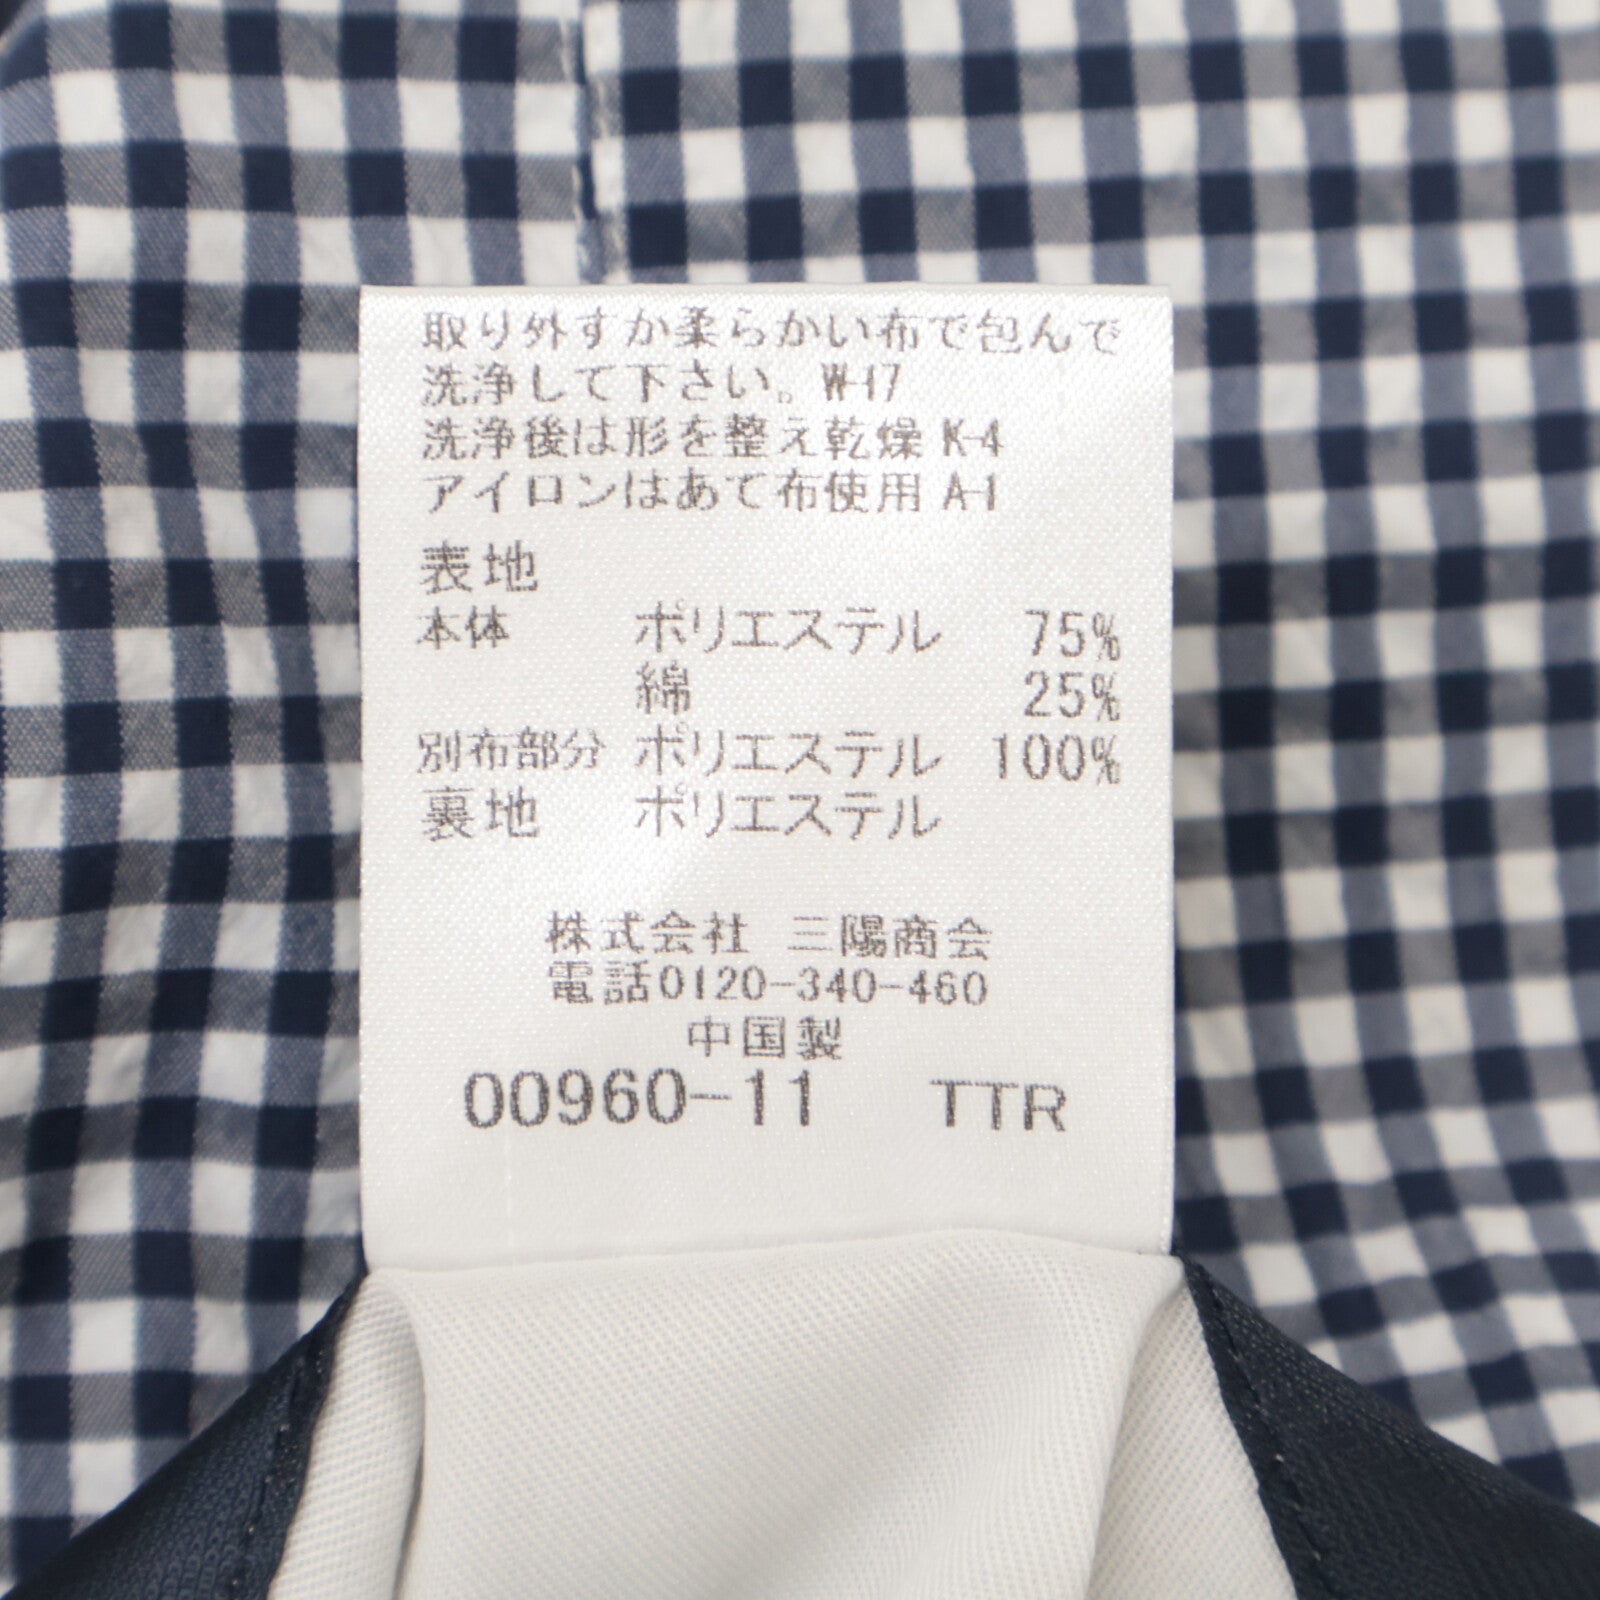 取り外すか柔らかい布で包んで
洗浄して下さい。W-17
洗浄後は形を整え乾燥 K-4
アイロンはあて布使用 A-1
表地
本体 ポリエステル 75%
綿 25%
別布部分 ポリエステル 100%
裏地 ポリエステル
株式会社 三陽商会
電話0120-340-460
中国製
00960-11 TTR